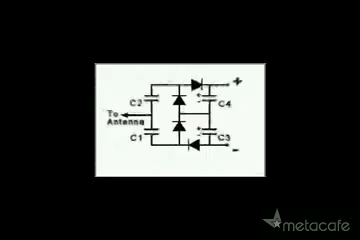 +
C2
+
C4
To
Antenna
C1
+
C3
-
metacafe